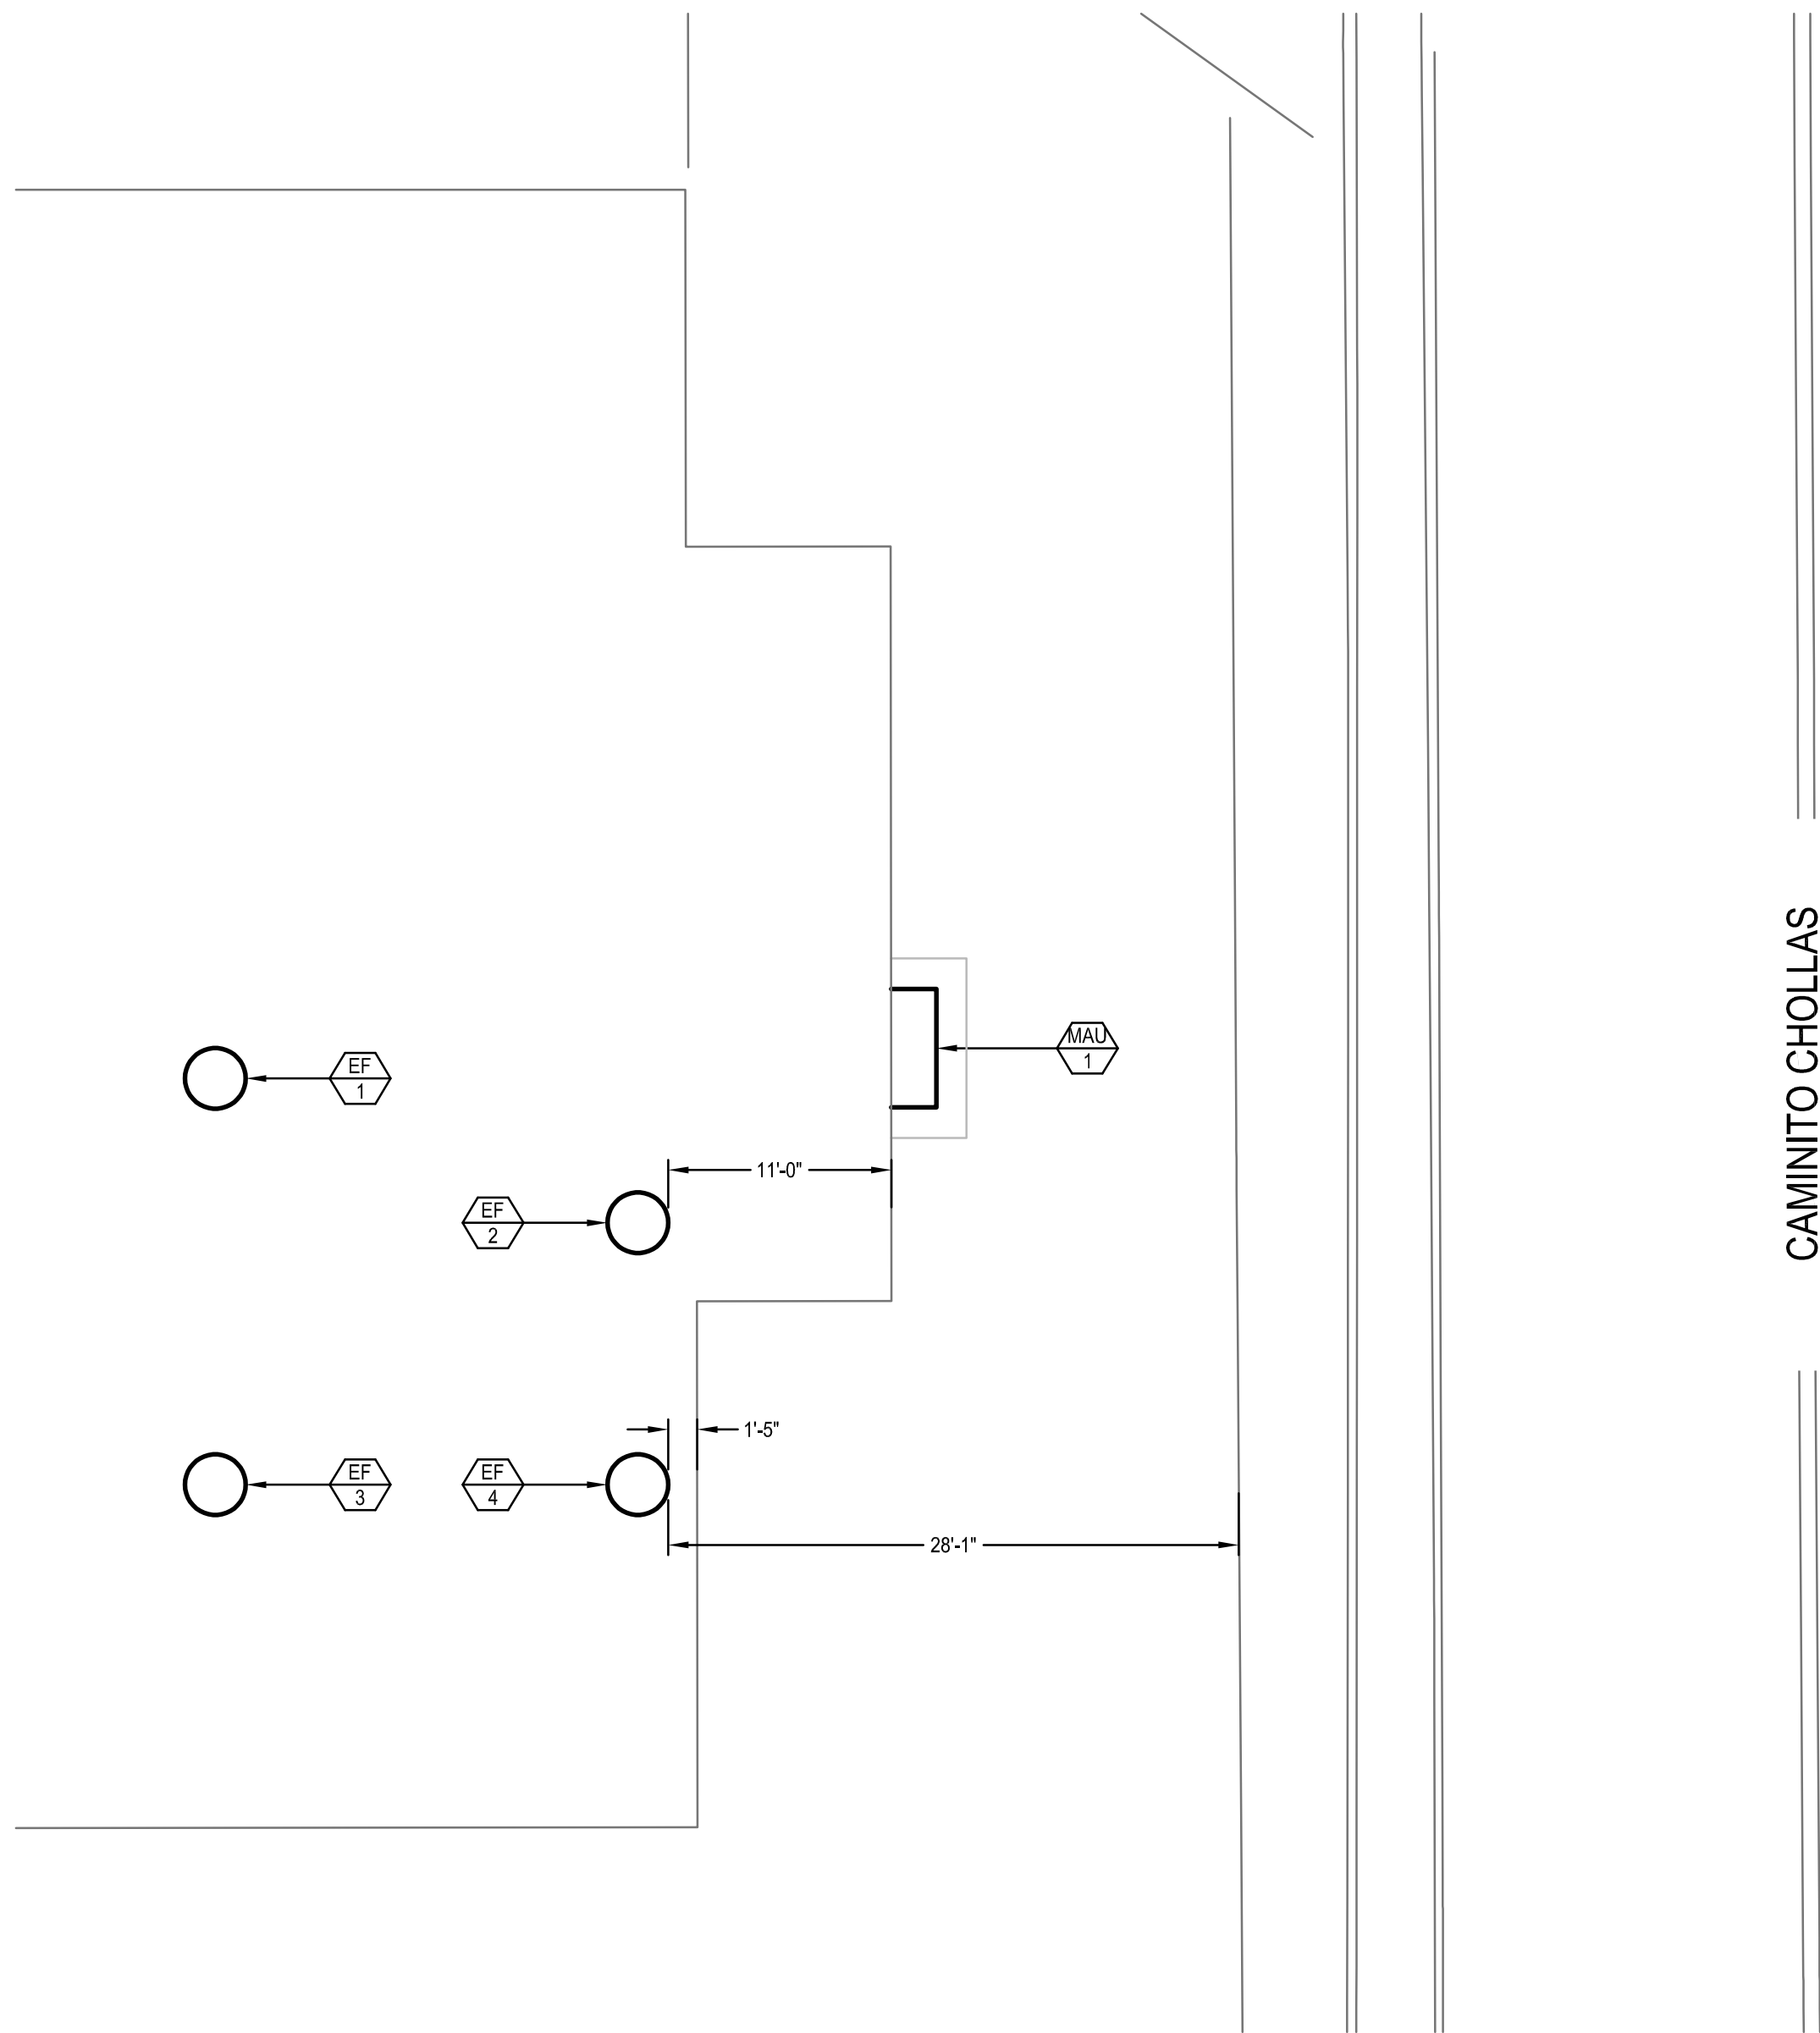 CAMINITO CHOLLAS
MAU
1
EF
1
11'-0"
EF
2
1'-5"
EF
3
EF
4
28'-1"